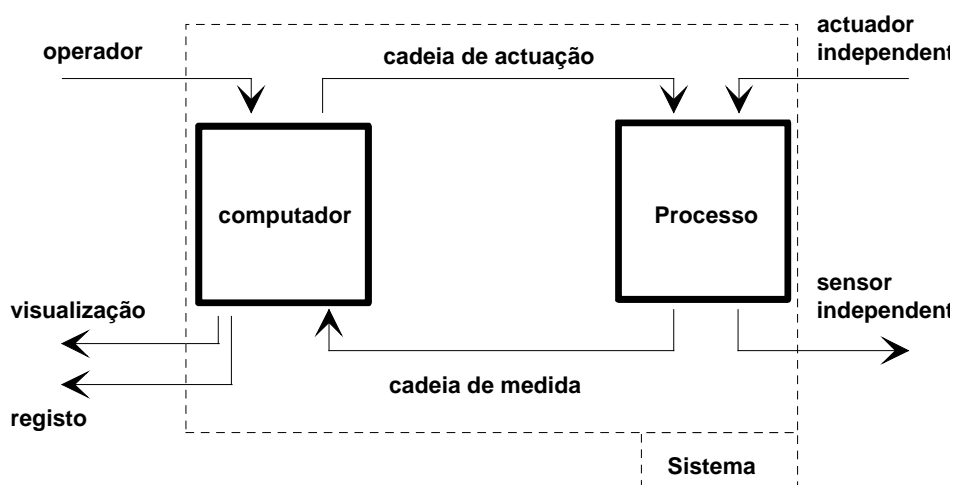 operador
cadeia de actuação
actuador
independent
computador
Processo
visualização
sensor
independent
cadeia de medida
registo
Sistema